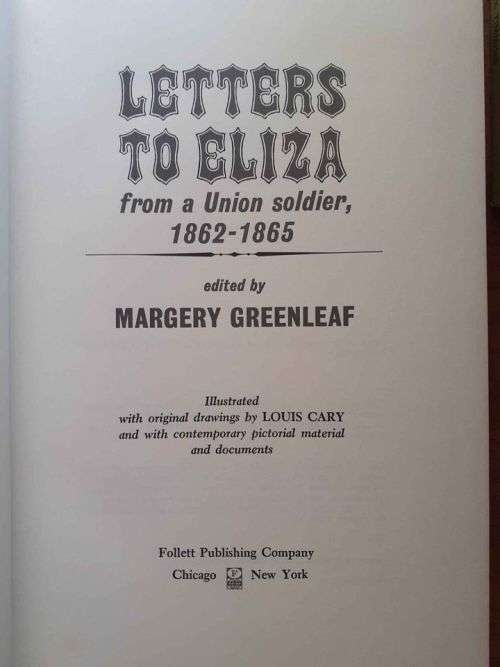 LETTERS
TO ELIZA
from a Union soldier,
1862-1865
edited by
MARGERY GREENLEAF
Illustrated
with original drawings by LOUIS CARY
and with contemporary pictorial material
and documents
Follett Publishing Company
Chicago New York